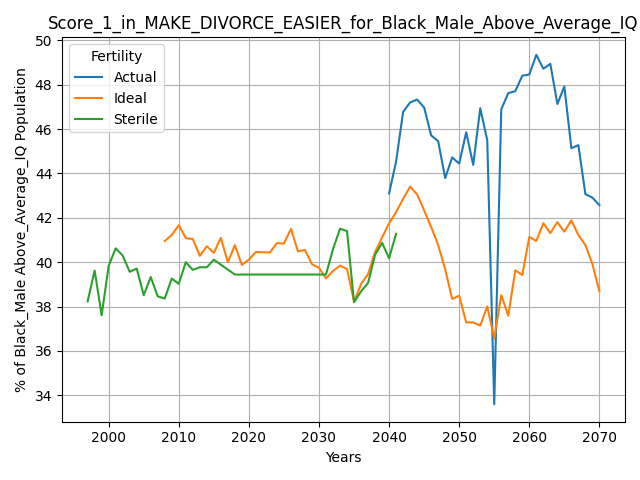 Score_1_in_MAKE_DIVORCE_EASIER_for_Black_Male_Above_Average_IQ
% of Black_Male Above_Average_IQ Population
50
48
46
44
42
40
38
36
34
Fertility
Actual
Ideal
Sterile
2000 2010 2020 2030 2040 2050 2060 2070
Years